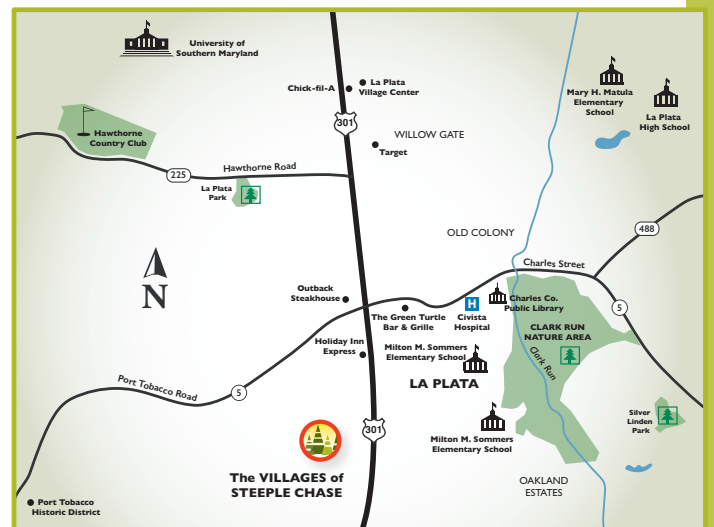 University of
Southern Maryland
Chick-fil-A
La Plata
Village Center
Mary H. Matula
Elementary
School
La Plata
High School
301
WILLOW GATE
Target
Hawthorne
Country Club
225
Hawthorne Road
La Plata
Park
488
OLD COLONY
Charles Street
N
Outback
Steakhouse
H
Civista
Hospital
Charles Co.
Public Library
5
The Green Turtle
Bar & Grille
CLARK RUN
NATURE AREA
Holiday Inn
Express
Milton M. Sommers
Elementary School
Clark Run
LA PLATA
Port Tobacco Road
5
301
Silver
Linden
Park
Milton M. Sommers
Elementary School
The VILLAGES of
STEEPLE CHASE
OAKLAND
ESTATES
Port Tobacco
Historic District